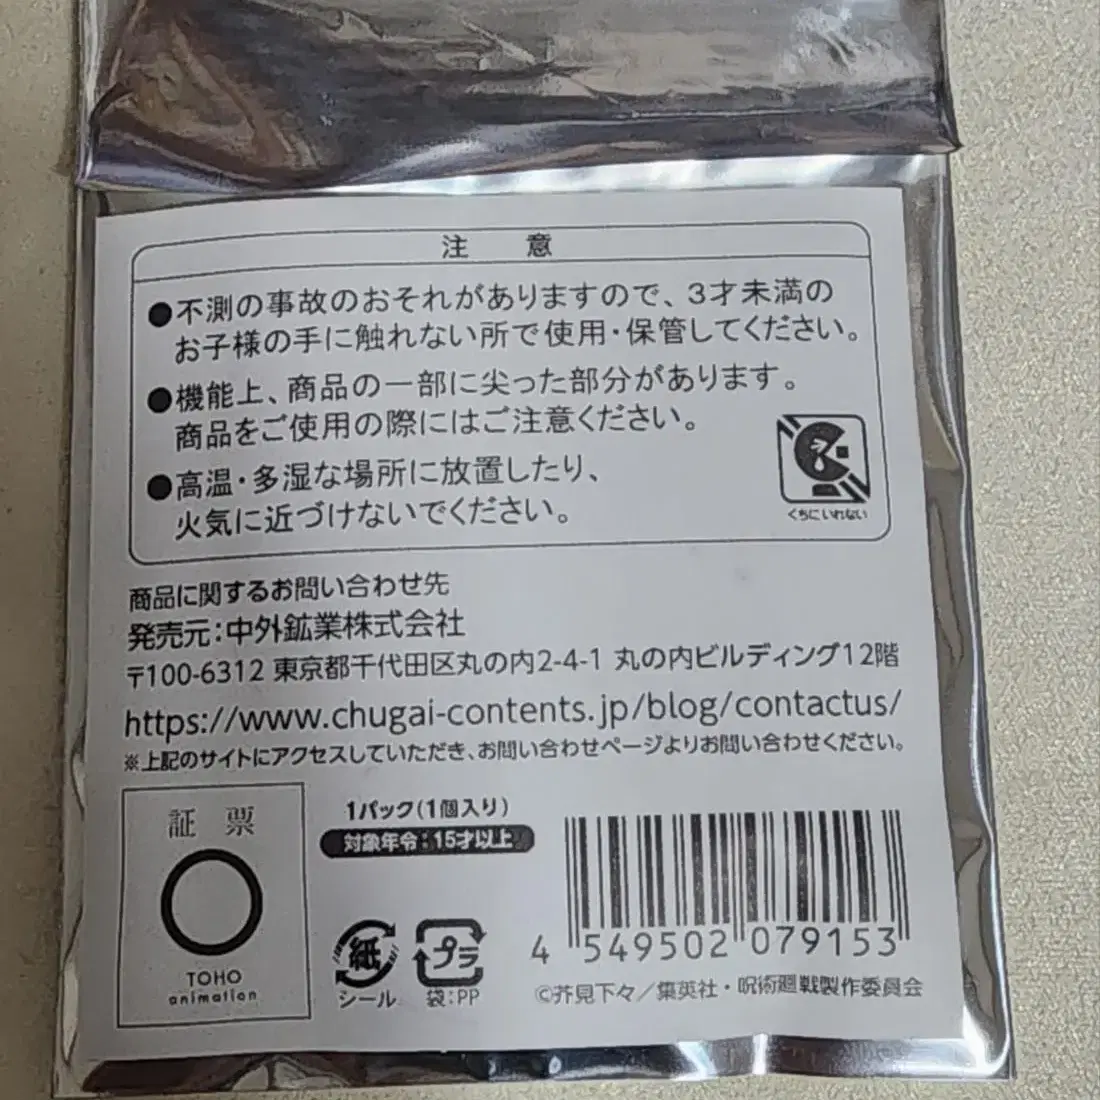 注 意
●不測の事故のおそれがありますので、3才未満の
お子様の手に触れない所で使用・保管してください。
●機能上、商品の一部に尖った部分があります。
商品をご使用の際にはご注意ください。
●高温・多湿な場所に放置したり、
火気に近づけないでください。
くちにいれない
商品に関するお問い合わせ先
発売元:中外鉱業株式会社
〒100-6312 東京都千代田区丸の内2-4-1 丸の内ビルディング12階
https://www.chugai-contents.jp/blog/contactus/
※上記のサイトにアクセスしていただき、お問い合わせページよりお問い合わせください。
証 票
TOHO
animation
1パック(1個入り)
対象年令:15才以上
紙
シール
プラ
袋:PP
4 549502 079153
©芥見下々/集英社・呪術廻戦製作委員会